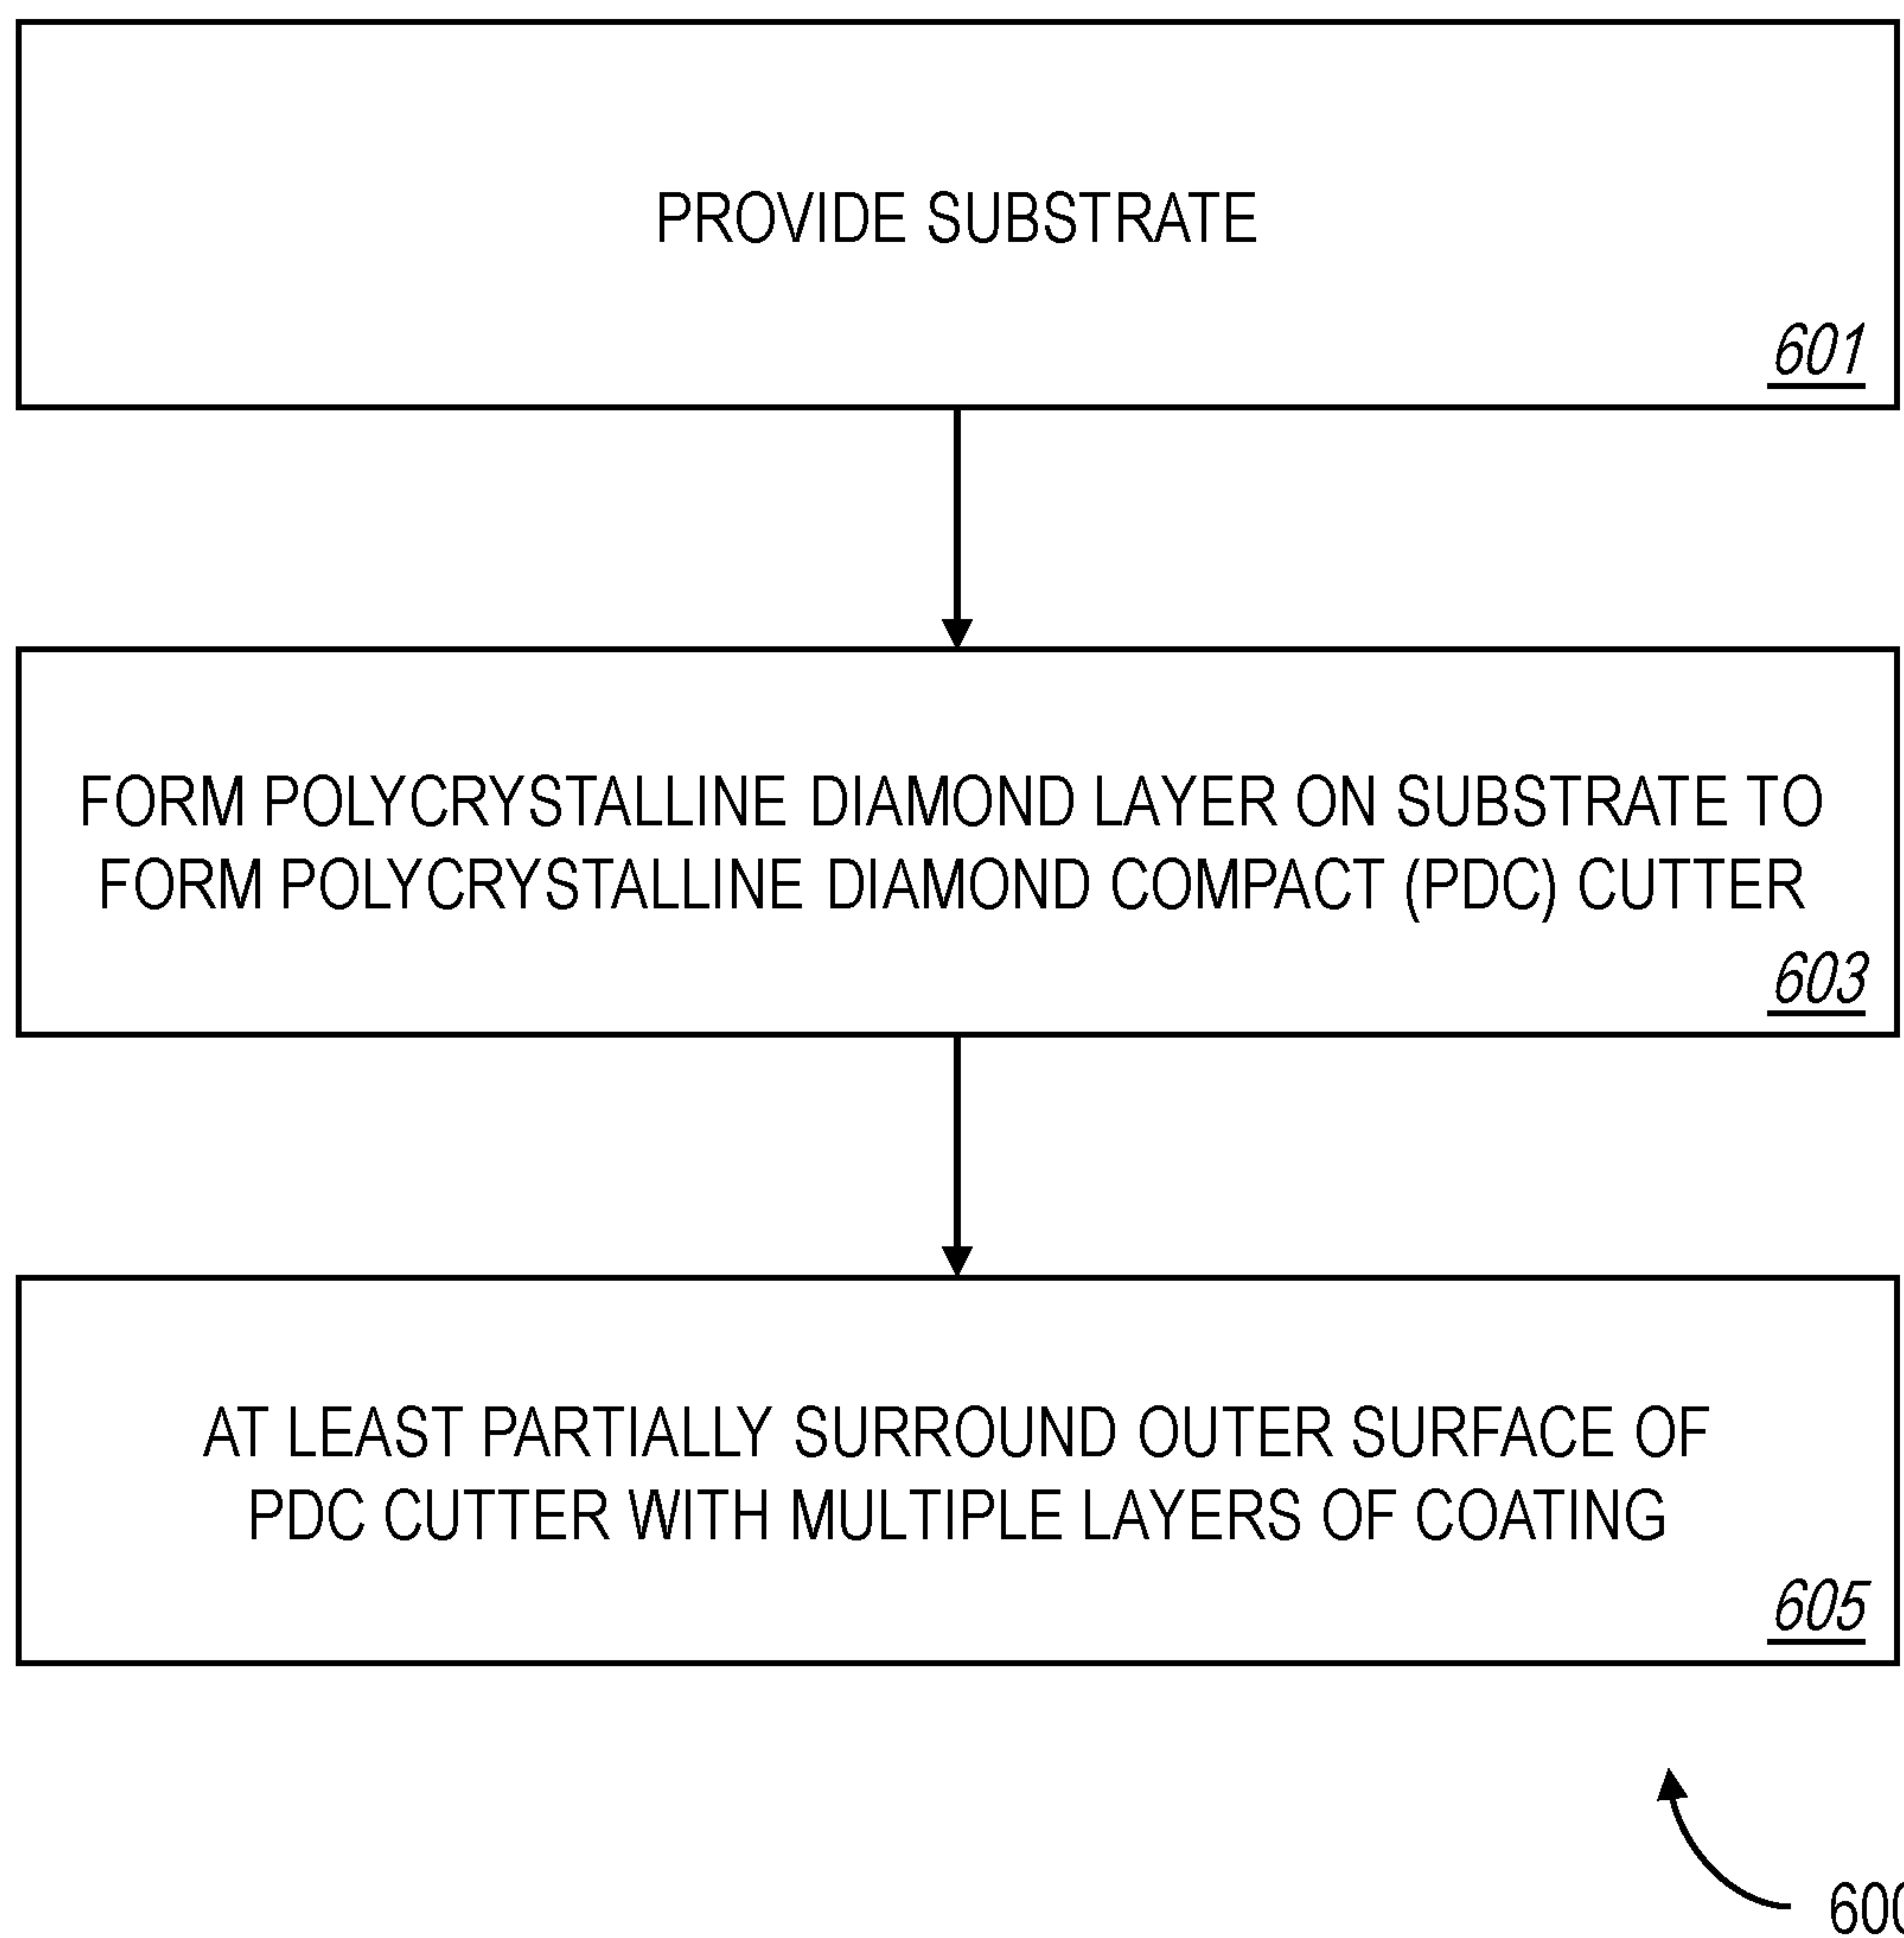 PROVIDE SUBSTRATE
601
FORM POLYCRYSTALLINE DIAMOND LAYER ON SUBSTRATE TO
FORM POLYCRYSTALLINE DIAMOND COMPACT (PDC) CUTTER
603
AT LEAST PARTIALLY SURROUND OUTER SURFACE OF
PDC CUTTER WITH MULTIPLE LAYERS OF COATING
605
600